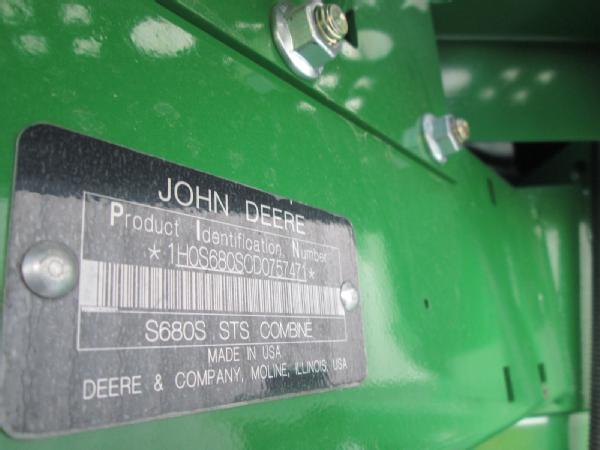 JOHN DEERE
Product Identification Number
*1H0S680SCD0757471*
S680S STS COMBINE
MADE IN USA
DEERE & COMPANY, MOLINE, ILLINOIS, USA